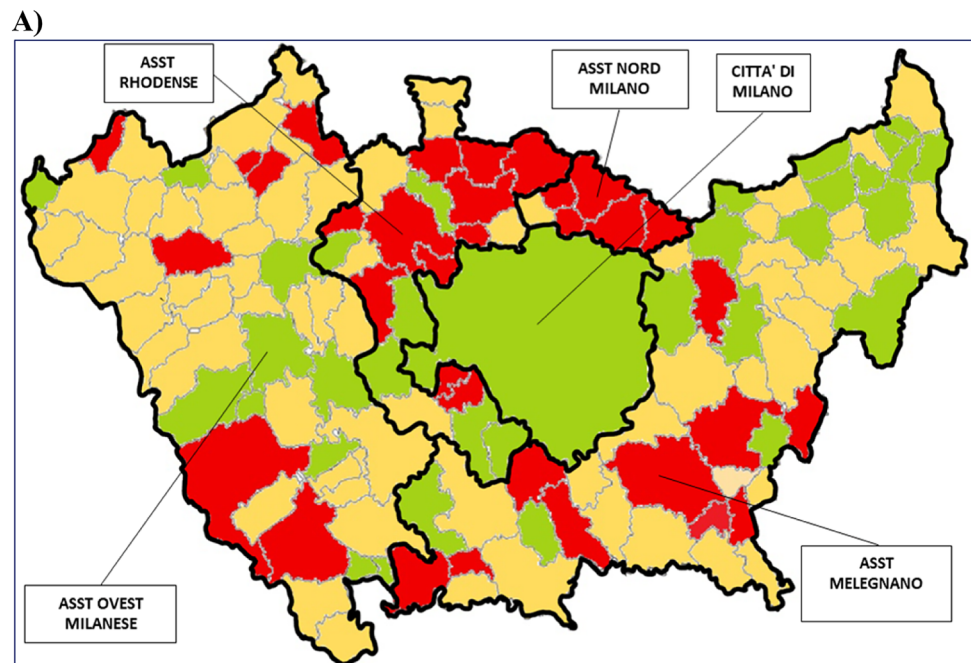 A)
ASST
RHODENSE
ASST NORD
MILANO
CITTA' DI
MILANO
ASST OVEST
MILANESE
ASST
MELEGNANO